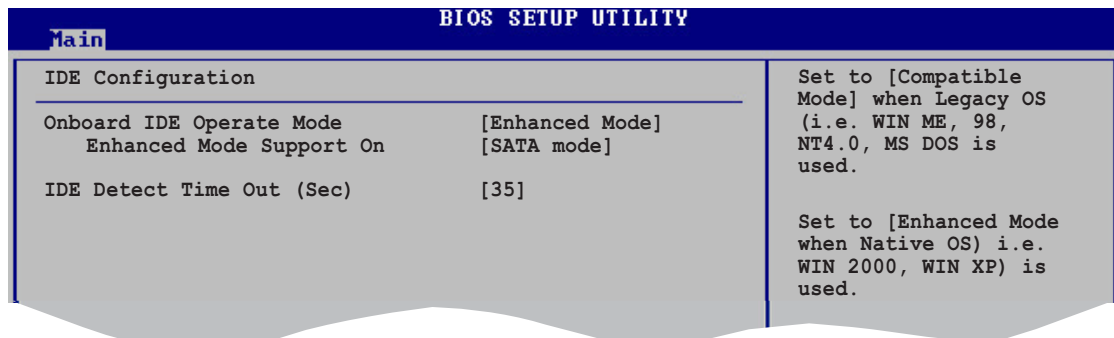 BIOS SETUP UTILITY
Main
IDE Configuration
Onboard IDE Operate Mode [Enhanced Mode]
Enhanced Mode Support On [SATA mode]
IDE Detect Time Out (Sec) [35]
Set to [Compatible
Mode] when Legacy OS
(i.e. WIN ME, 98,
NT4.0, MS DOS is
used.
Set to [Enhanced Mode
when Native OS) i.e.
WIN 2000, WIN XP) is
used.